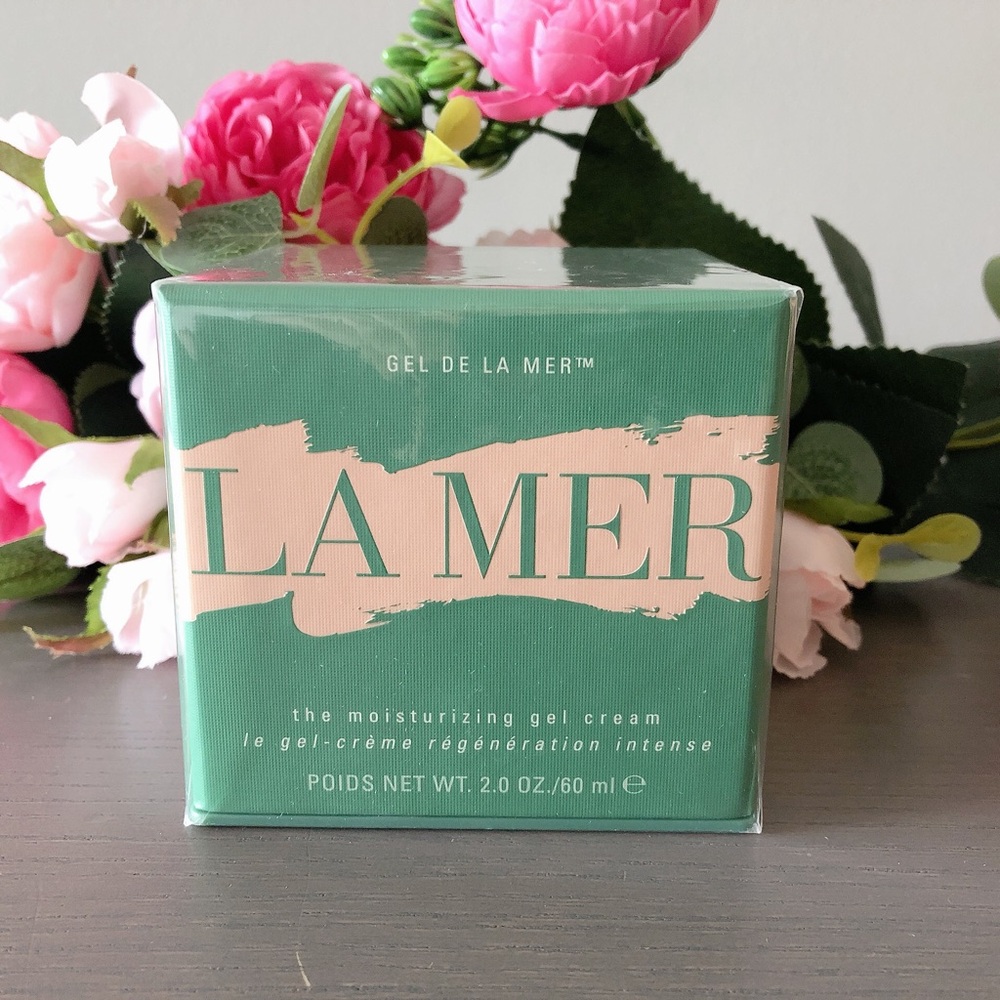 GEL DE LA MER™
LA MER
the moisturizing gel cream
le gel-crème régénération intense
POIDS NET WT. 2.0 OZ./60 ml ℮